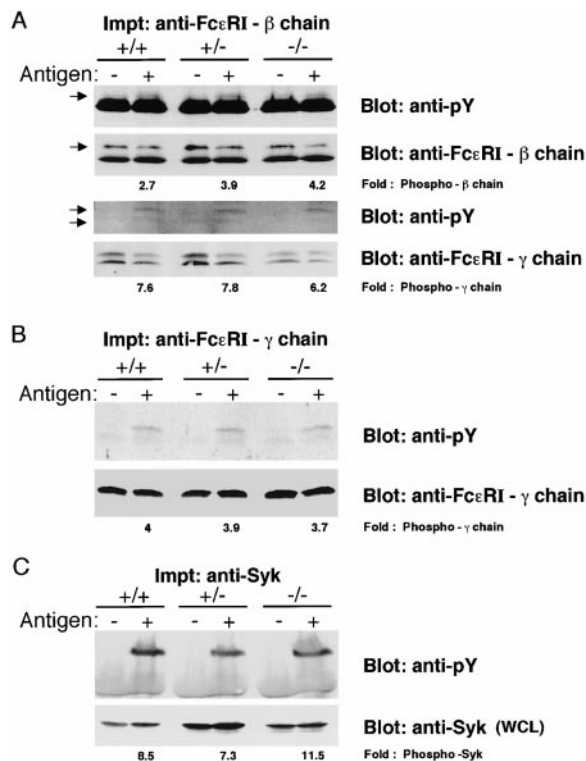 A
Impt: anti-FcεRI - β chain
+/+ +/- -/-
Antigen: - + - + - +
Blot: anti-pY
Blot: anti-FcεRI - β chain
2.7 3.9 4.2 Fold : Phospho - β chain
Blot: anti-pY
Blot: anti-FcεRI - γ chain
7.6 7.8 6.2 Fold : Phospho - γ chain
B
Impt: anti-FcεRI - γ chain
+/+ +/- -/-
Antigen: - + - + - +
Blot: anti-pY
Blot: anti-FcεRI - γ chain
4 3.9 3.7 Fold : Phospho - γ chain
C
Impt: anti-Syk
+/+ +/- -/-
Antigen: - + - + - +
Blot: anti-pY
Blot: anti-Syk (WCL)
8.5 7.3 11.5 Fold : Phospho -Syk